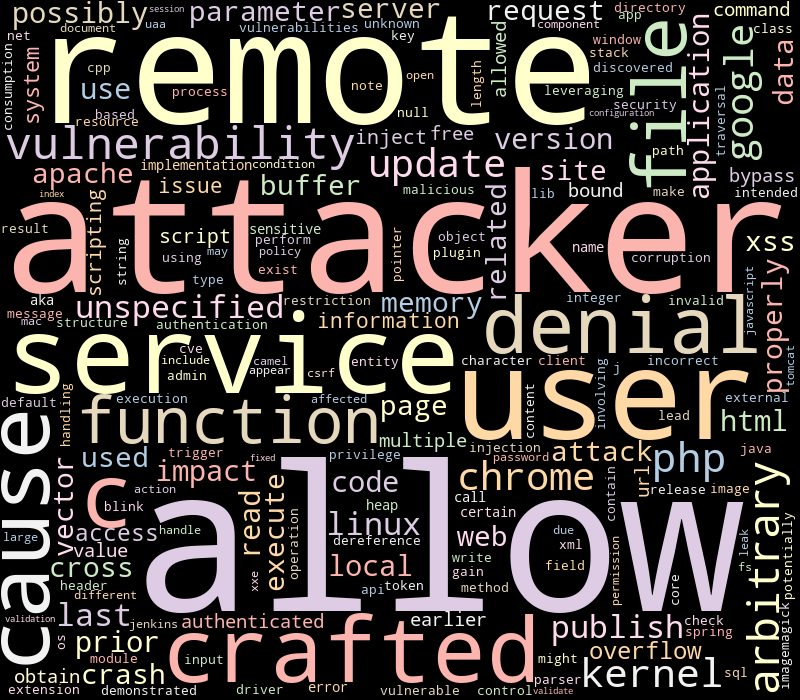 possibly
document
session
uaa
parameter
vulnerabilities
server
unknown
key
request
component
app
directory
command
net
consumption
system
cpp
use
based
resource
process
remote
note
open
null
length
allowed
window
stack
discovered
leveraging
security
configuration
file
application
google
traversal
class
data
vulnerability
inject
free
version
path
bypass
apache
implementation
condition
update
site
lib
bound
make
intended
index
scripting
issue
buffer
malicious
related
result
string
script
sensitive
perform
policy
using
may
type
exist
pointer
object
plugin
attacker
name
corruption
xss
aka
message
mac
structure
unspecified
authentication
restriction
information
memory
integer
invalid
denial
javascript
properly
tomcat
service
cve
include
admin
camel
appear
csrf
entity
character
client
j
incorrect
involving
external
default
handling
execution
affected
function
page
multiple
user
content
lead
html
cause
vector
used
trigger
fixed
privilege
impact
injection
password
attack
chrome
url
php
java
c
blink
action
code
heap
call
certain
contain
release
image
large
access
handle
value
read
execute
operation
linux
dereference
web
write
gain
method
due
xml
field
permission
core
leak
fs
arbitrary
potentially
cross
header
different
xxe
local
api
token
allow
validation
os
last
jenkins
authenticated
earlier
publish
check
spring
imagemagick
prior
module
input
crafted
might
overflow
parser
validate
kernel
sql
obtain
crash
extension
demonstrated
driver
error
vulnerable
control